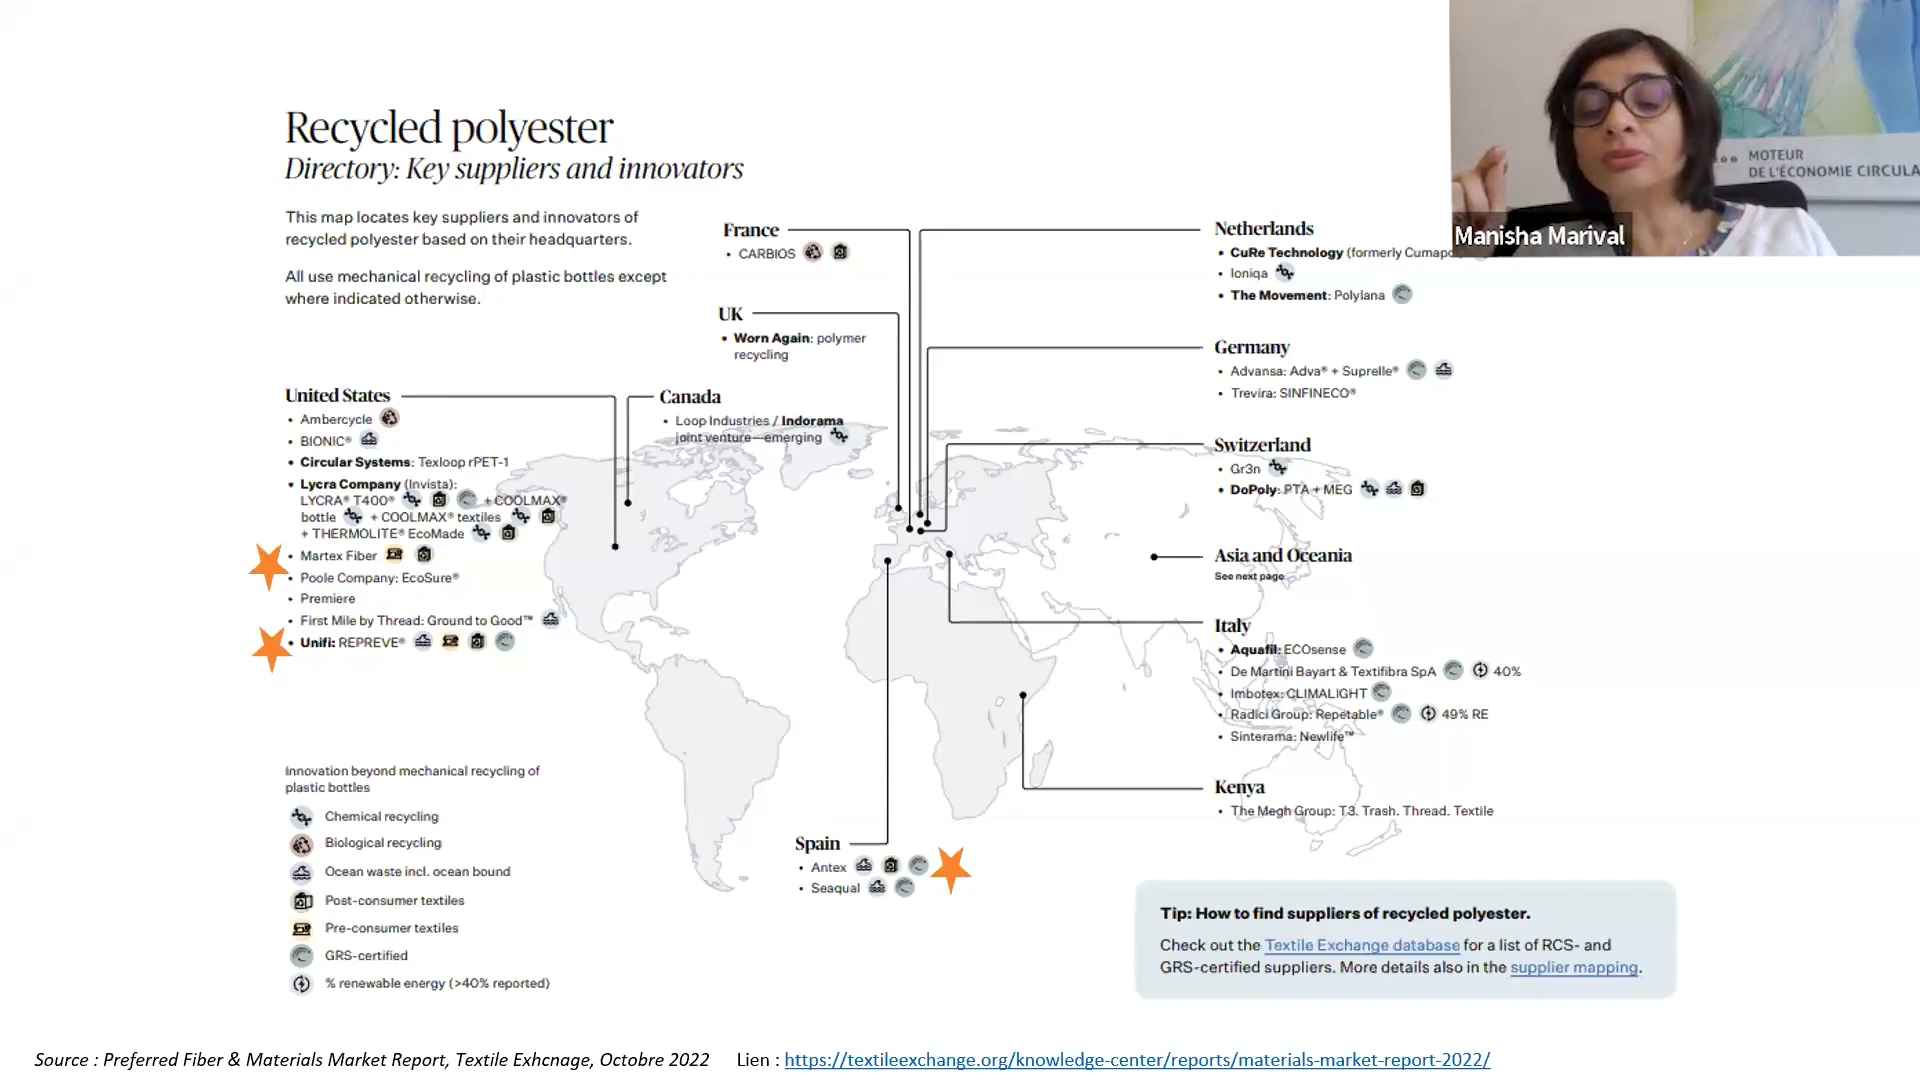 Recycled polyester
Directory: Key suppliers and innovators
This map locates key suppliers and innovators of
recycled polyester based on their headquarters.
All use mechanical recycling of plastic bottles except
where indicated otherwise.
United States
• Ambercycle
• BIONIC®
• Circular Systems: Texloop rPET-1
• Lycra Company (Invista):
LYCRA® T400® + COOLMAX®
bottle + COOLMAX® textiles
+ THERMOLITE® EcoMade
• Martex Fiber
• Poole Company: EcoSure®
• Premiere
• First Mile by Thread: Ground to Good™
• Unifi: REPREVE®
Innovation beyond mechanical recycling of
plastic bottles
Chemical recycling
Biological recycling
Ocean waste incl. ocean bound
Post-consumer textiles
Pre-consumer textiles
GRS-certified
% renewable energy (>40% reported)
France
• CARBIOS
UK
• Worn Again: polymer
recycling
Canada
• Loop Industries / Indorama
joint venture—emerging
Spain
• Antex
• Seaqual
Netherlands
• CuRe Technology (formerly
• Ioniqa
• The Movement: Polylana
Germany
• Advansa: Adva® + Suprelle®
• Trevira: SINFINECO®
Switzerland
• Gr3n
• DoPoly: PTA + MEG
Asia and Oceania
See next page
Italy
• Aquafil: ECOsense
• De Martini Bayart & Textifibra SpA 40%
• Imbotex: CLIMALIGHT
• Radici Group: Repetable® 49% RE
• Sinterama: Newlife™
Kenya
• The Megh Group: T3. Trash. Thread. Textile
Tip: How to find suppliers of recycled polyester.
Check out the Textile Exchange database for a list of RCS- and
GRS-certified suppliers. More details also in the supplier mapping.
MOTEUR
DE L'ÉCONOMIE CIRCULA
Manisha Marival
Source : Preferred Fiber & Materials Market Report, Textile Exhcnage, Octobre 2022 Lien : https://textileexchange.org/knowledge-center/reports/materials-market-report-2022/